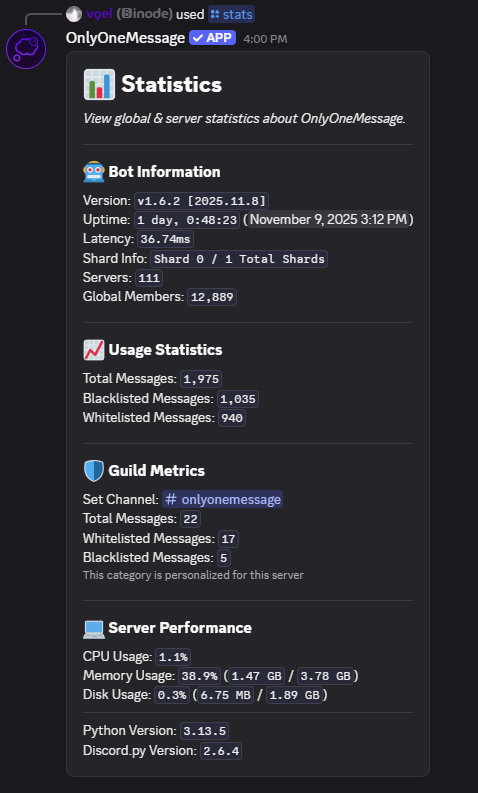 vọel (Binode) used stats
OnlyOneMessage ✓ APP 4:00 PM
Statistics
View global & server statistics about OnlyOneMessage.
Bot Information
Version: v1.6.2 [2025.11.8]
Uptime: 1 day, 0:48:23 (November 9, 2025 3:12 PM)
Latency: 36.74ms
Shard Info: Shard 0 / 1 Total Shards
Servers: 111
Global Members: 12,889
Usage Statistics
Total Messages: 1,975
Blacklisted Messages: 1,035
Whitelisted Messages: 940
Guild Metrics
Set Channel: # onlyonemessage
Total Messages: 22
Whitelisted Messages: 17
Blacklisted Messages: 5
This category is personalized for this server
Server Performance
CPU Usage: 1.1%
Memory Usage: 38.9% (1.47 GB / 3.78 GB)
Disk Usage: 0.3% (6.75 MB / 1.89 GB)
Python Version: 3.13.5
Discord.py Version: 2.6.4